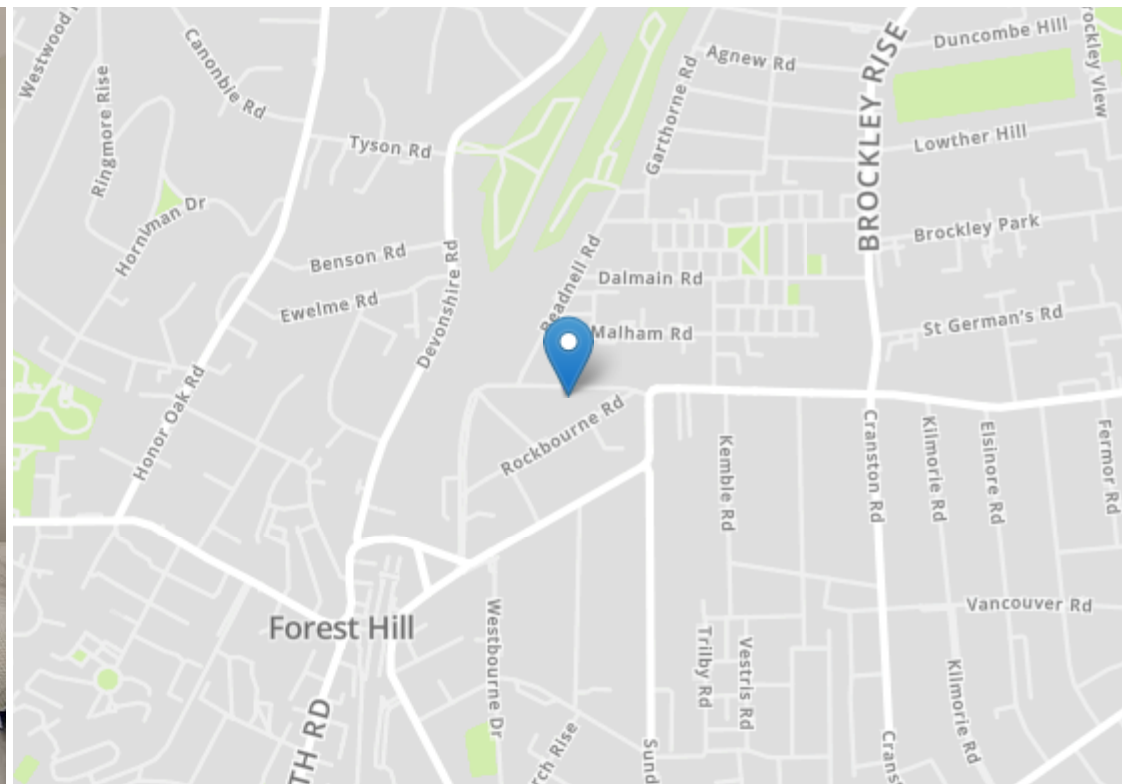 Westwood
Canonbie Rd
Ringmore Rise
Horniman Dr
Tyson Rd
Benson Rd
Ewelme Rd
Devonshire Rd
Honor Oak Rd
Agnew Rd
Garthorne Rd
Duncombe Hill
rockley View
BROCKLEY RISE
Lowther Hill
Brockley Park
Dalmain Rd
Readnell Rd
Malham Rd
St German's Rd
Rockbourne Rd
Kemble Rd
Cranston Rd
Kilmorie Rd
Elsinore Rd
Fermor Rd
Vancouver Rd
Forest Hill
Westbourne Dr
Trilby Rd
Vestris Rd
Kilmorie Rd
TH RD
rch Rise
Sund
Crans